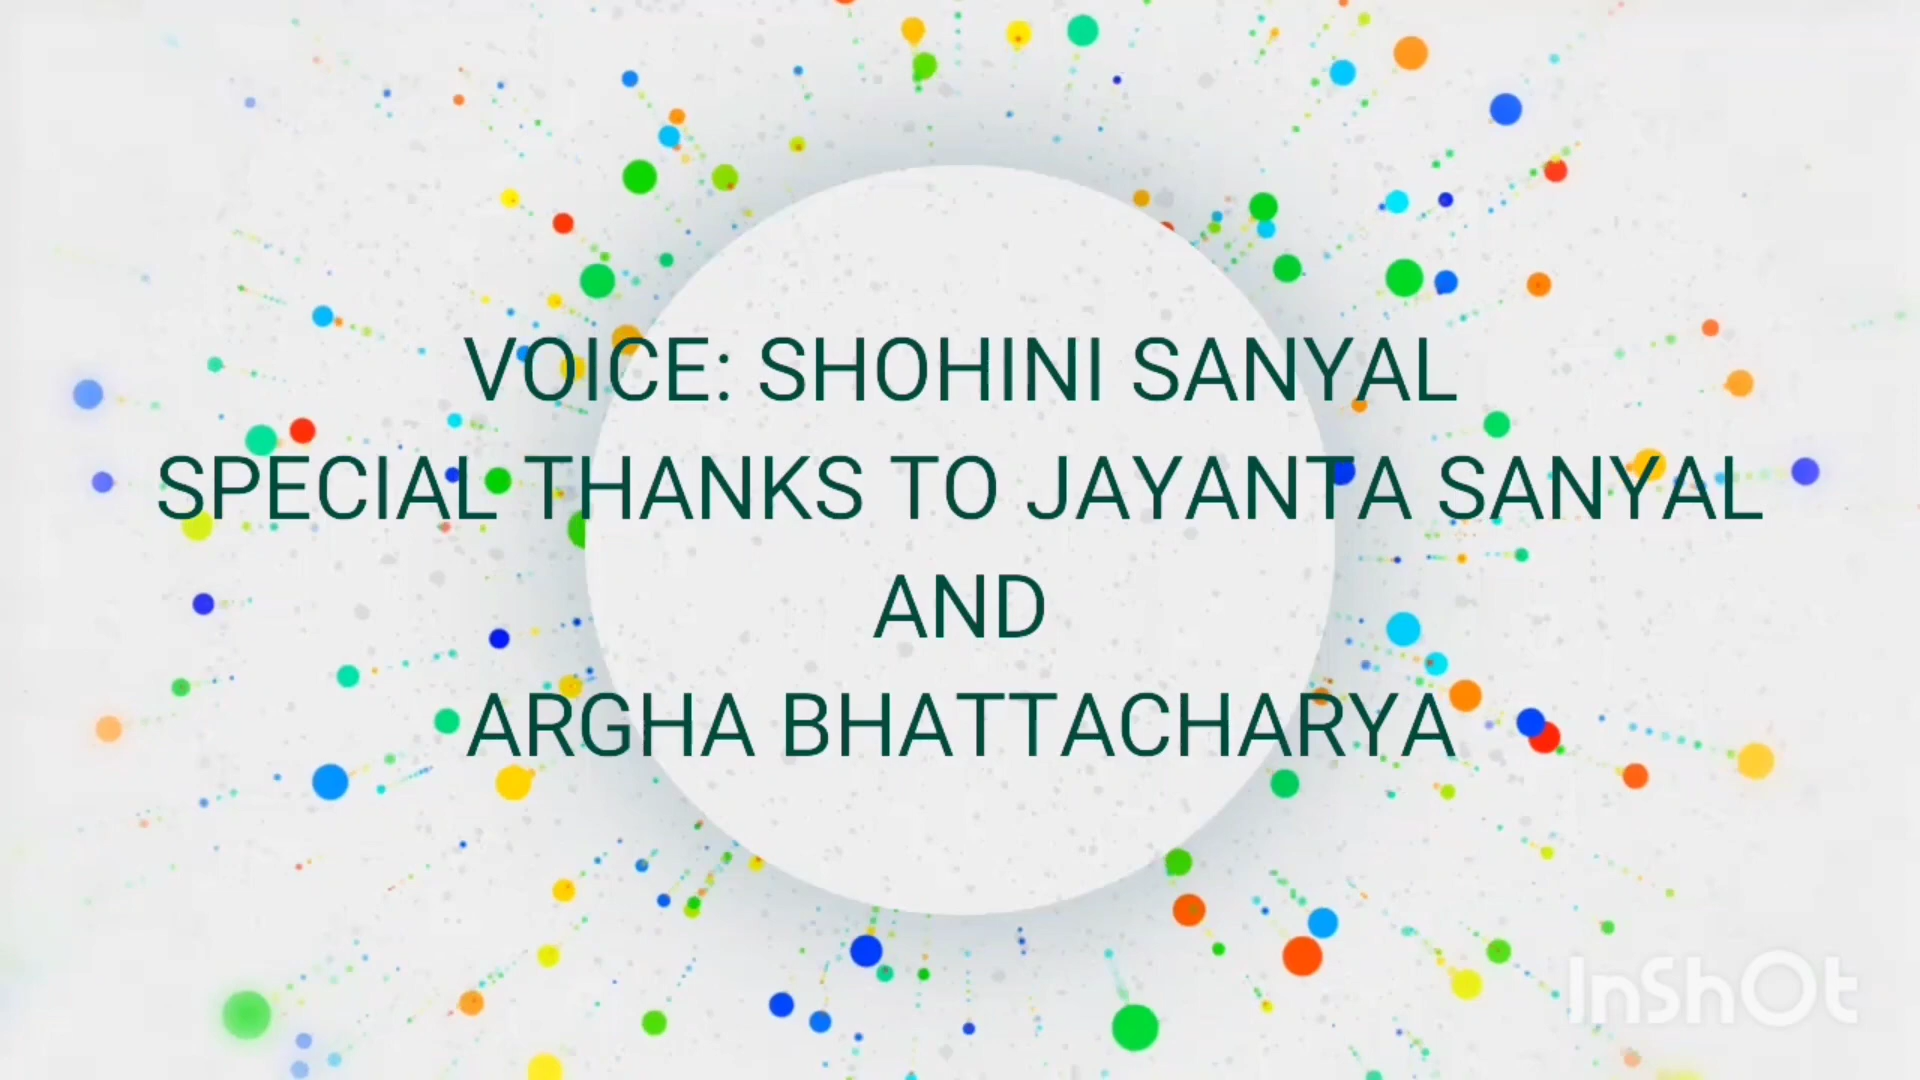 VOICE: SHOHINI SANYAL
SPECIAL THANKS TO JAYANTA SANYAL
AND
ARGHA BHATTACHARYA
InShOt